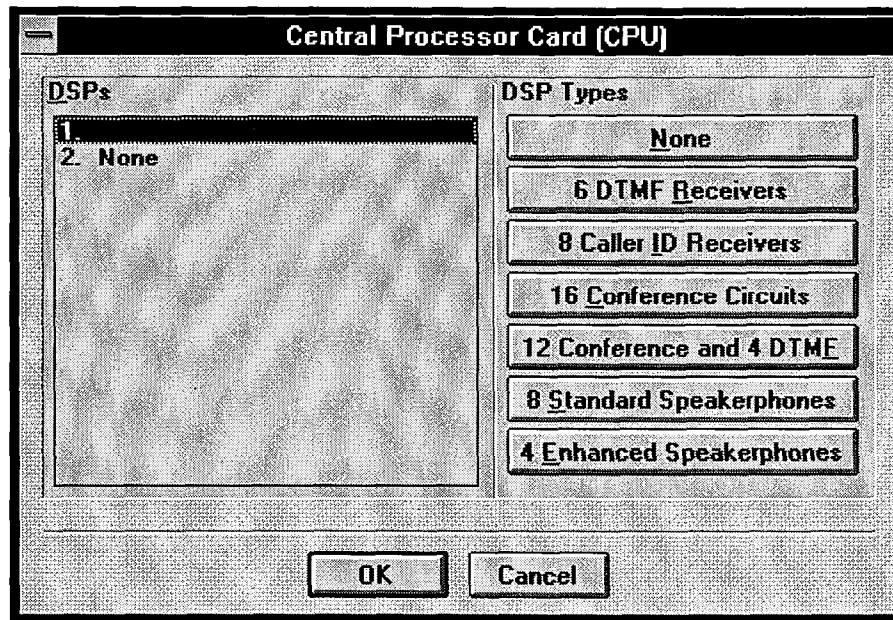 Central Processor Card (CPU)
DSPs
1.
2. None
DSP Types
None
6 DTMF Receivers
8 Caller ID Receivers
16 Conference Circuits
12 Conference and 4 DTMF
8 Standard Speakerphones
4 Enhanced Speakerphones
OK
Cancel